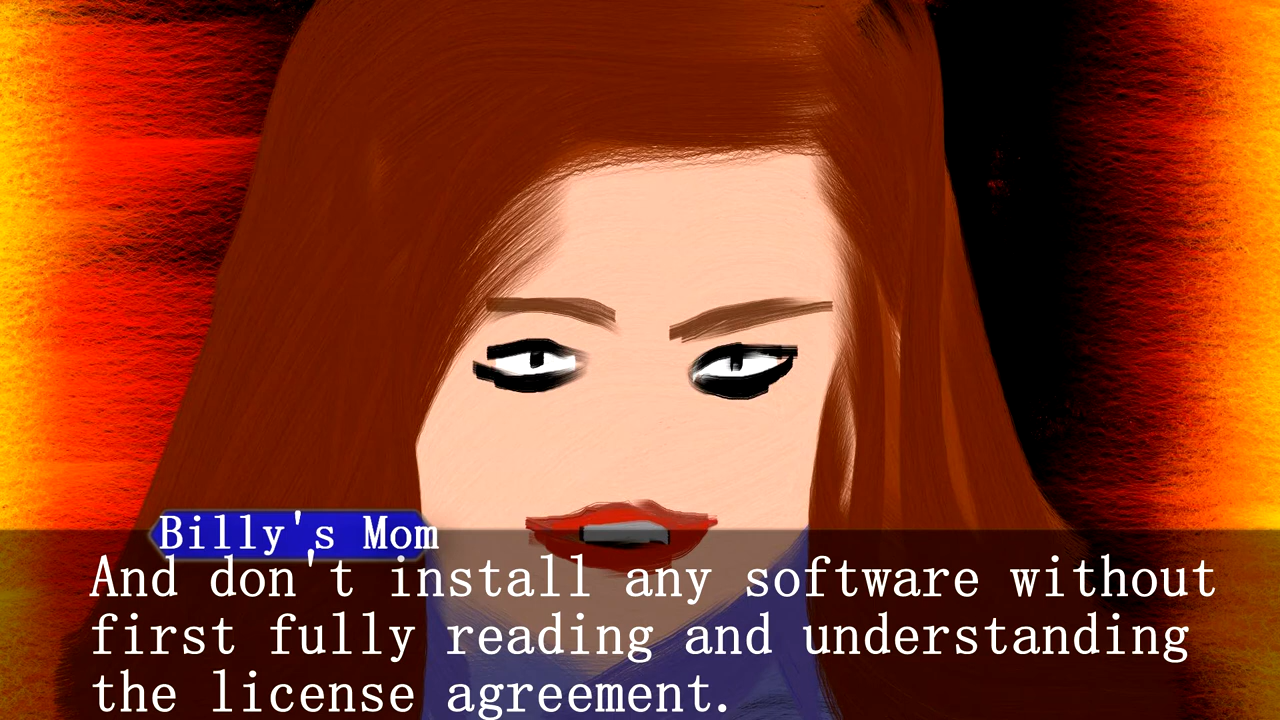 Billy's Mom
And don't install any software without
first fully reading and understanding
the license agreement.